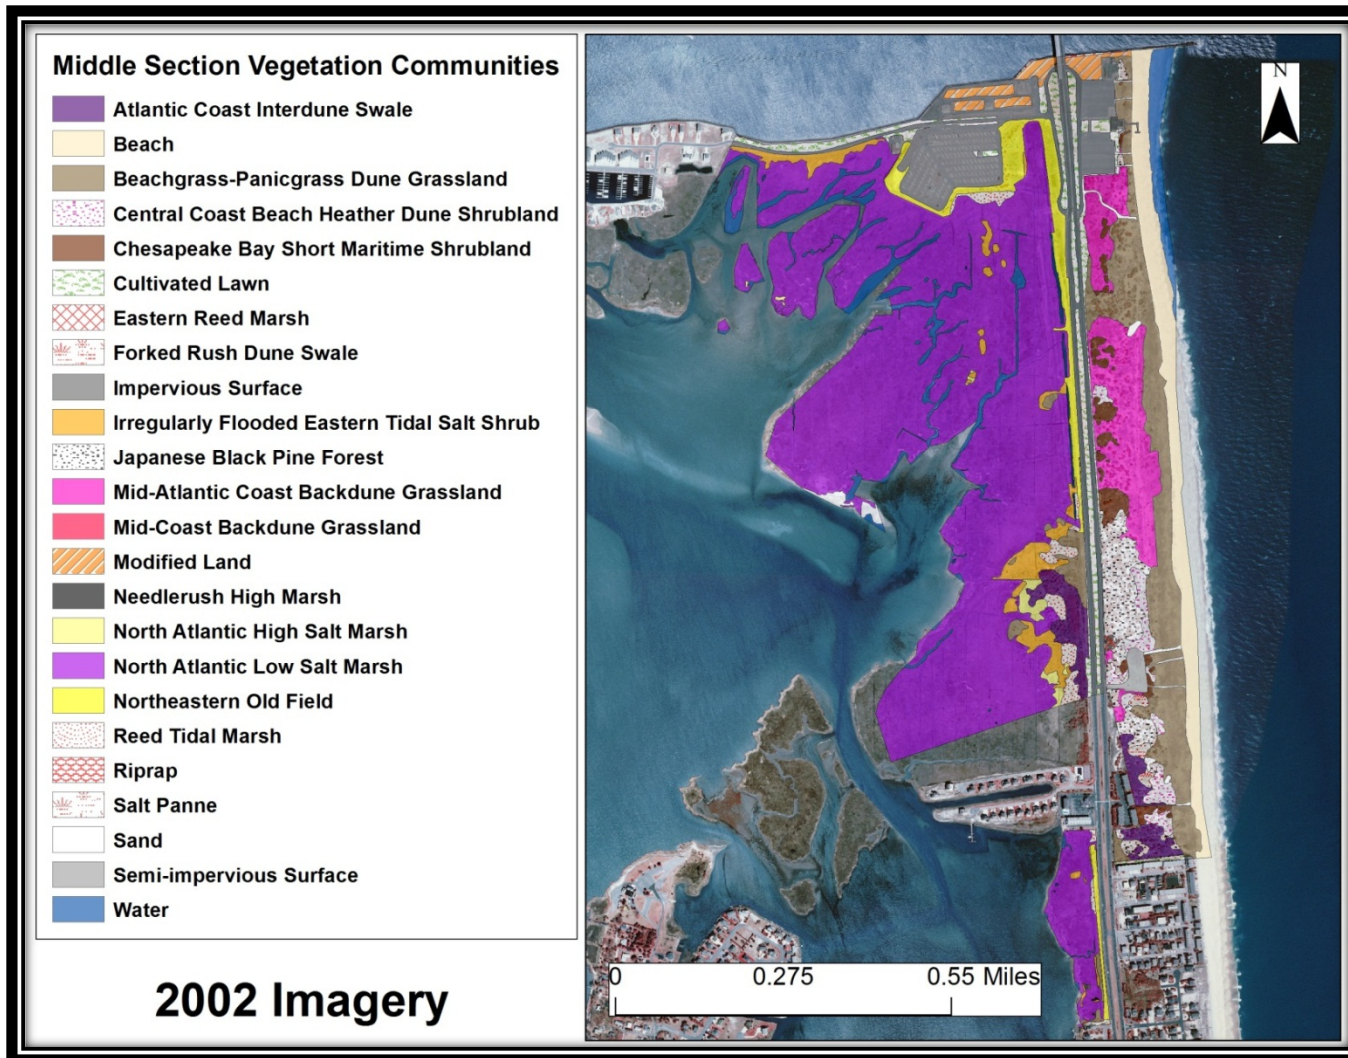 Middle Section Vegetation Communities
Atlantic Coast Interdune Swale
Beach
Beachgrass-Panicgrass Dune Grassland
Central Coast Beach Heather Dune Shrubland
Chesapeake Bay Short Maritime Shrubland
Cultivated Lawn
Eastern Reed Marsh
Forked Rush Dune Swale
Impervious Surface
Irregularly Flooded Eastern Tidal Salt Shrub
Japanese Black Pine Forest
Mid-Atlantic Coast Backdune Grassland
Mid-Coast Backdune Grassland
Modified Land
Needlerush High Marsh
North Atlantic High Salt Marsh
North Atlantic Low Salt Marsh
Northeastern Old Field
Reed Tidal Marsh
Riprap
Salt Panne
Sand
Semi-impervious Surface
Water
2002 Imagery
N
0 0.275 0.55 Miles